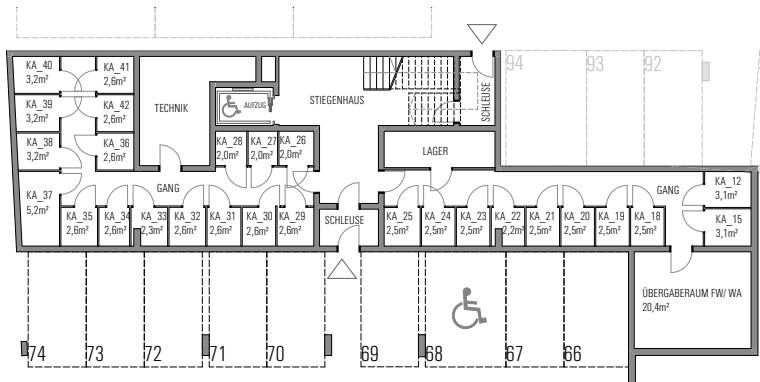 94
93
92
KA_40
3,2m²
KA_41
2,6m²
KA_39
3,2m²
KA_42
2,6m²
KA_38
3,2m²
KA_36
2,6m²
KA_37
5,2m²
TECHNIK
AUFZUG
STIEGENHAUS
SCHLEUSE
KA_28
2,0m²
KA_27
2,0m²
KA_26
2,0m²
LAGER
GANG
GANG
KA_12
3,1m²
KA_15
3,1m²
KA_35
2,6m²
KA_34
2,6m²
KA_33
2,3m²
KA_32
2,6m²
KA_31
2,6m²
KA_30
2,6m²
KA_29
2,6m²
SCHLEUSE
KA_25
2,5m²
KA_24
2,5m²
KA_23
2,5m²
KA_22
2,2m²
KA_21
2,5m²
KA_20
2,5m²
KA_19
2,5m²
KA_18
2,5m²
ÜBERGABERAUM FW/ WA
20,4m²
74
73
72
71
70
69
68
67
66